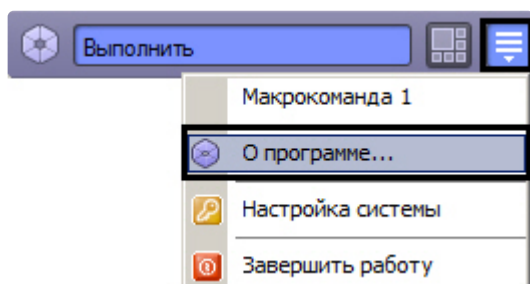 Выполнить
Макрокоманда 1
О программе...
Настройка системы
Завершить работу